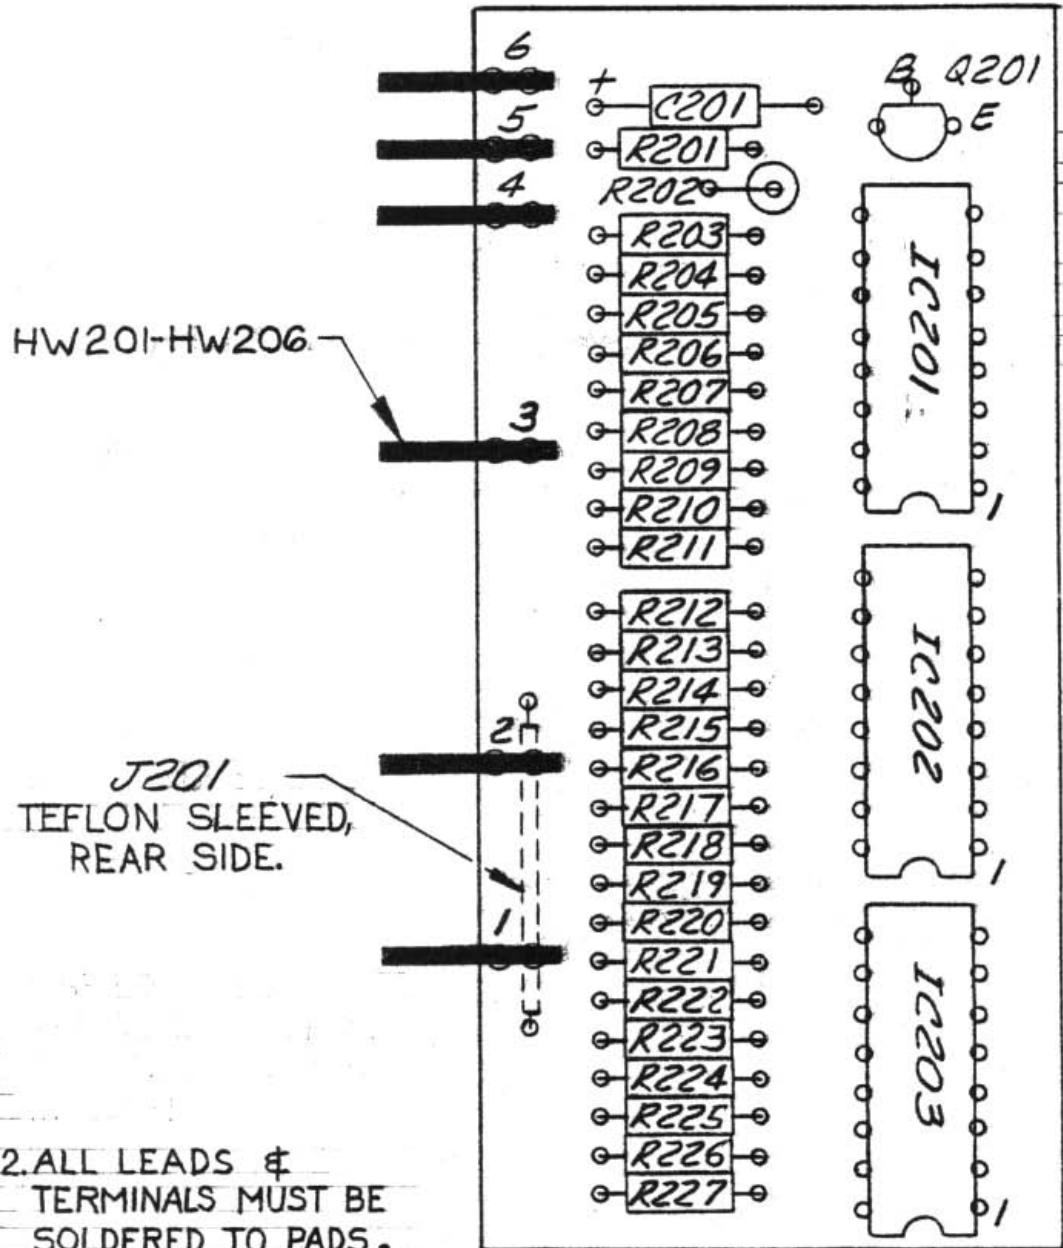 6
+
C201
B Q201
E
5
R201
4
R202
R203
R204
R205
R206
R207
R208
R209
R210
R211
IC201
1
HW201-HW206
3
R212
R213
R214
R215
R216
R217
R218
R219
R220
R221
R222
R223
R224
R225
R226
R227
IC202
1
2
J201
TEFLON SLEEVED,
REAR SIDE.
1
IC203
1
2. ALL LEADS &
TERMINALS MUST BE
SOLDERED TO PADS.